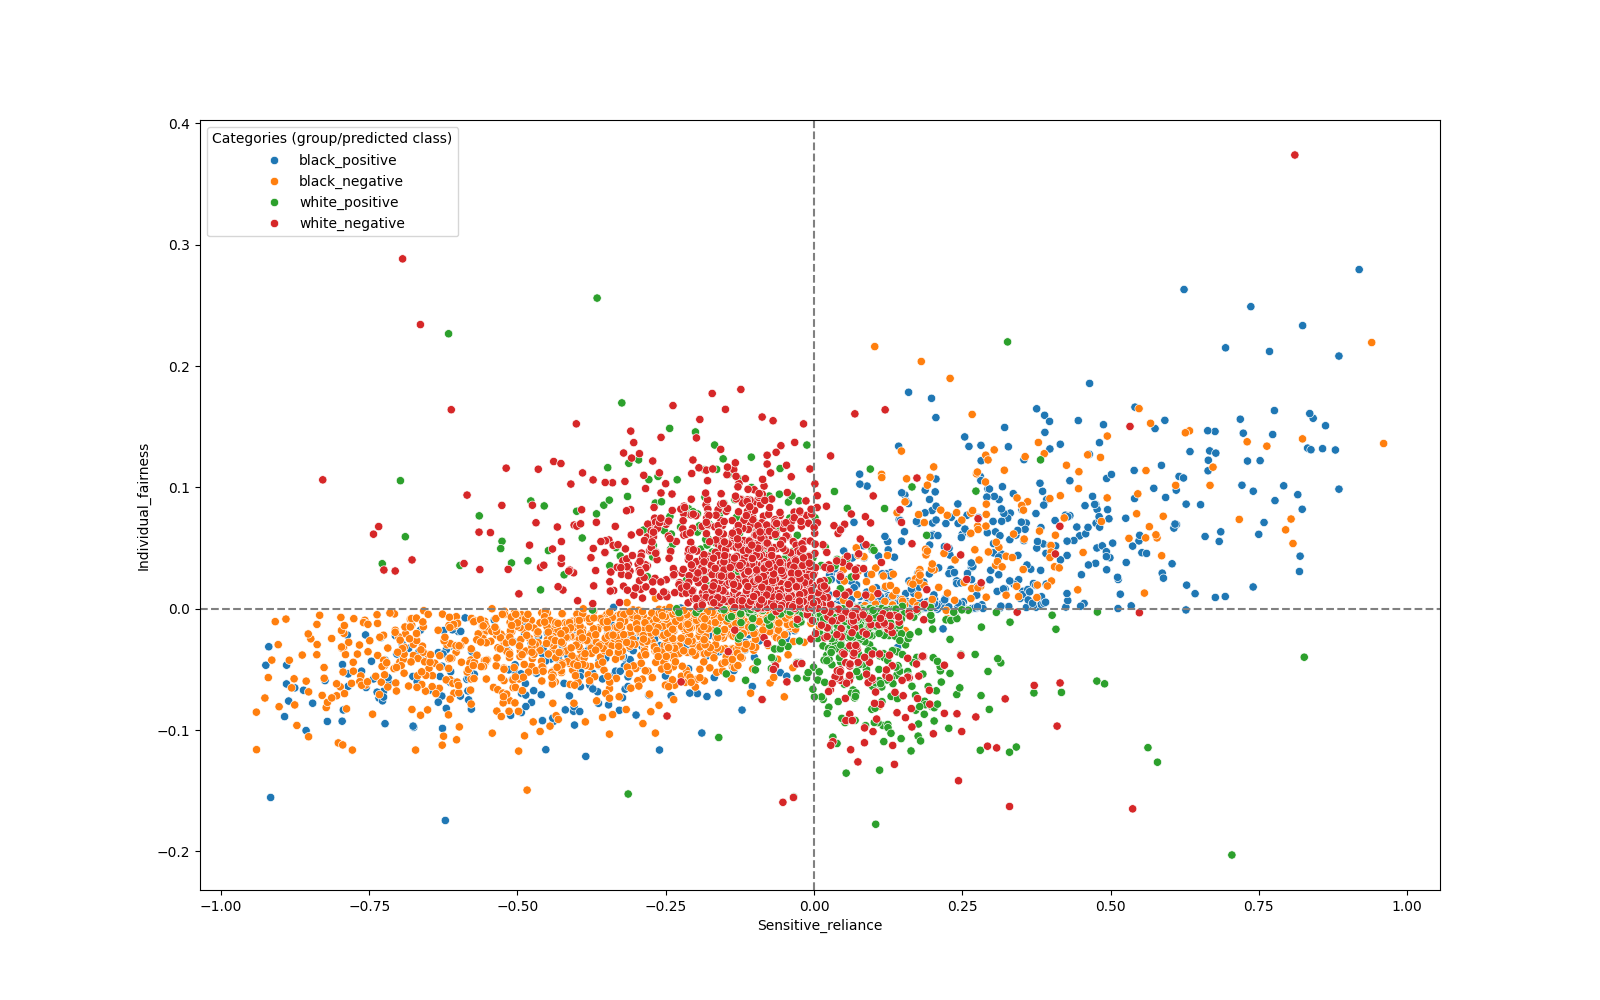 Categories (group/predicted class)
black_positive
black_negative
white_positive
white_negative
0.4
0.3
0.2
0.1
0.0
−0.1
−0.2
Individual_fairness
−1.00 −0.75 −0.50 −0.25 0.00 0.25 0.50 0.75 1.00
Sensitive_reliance